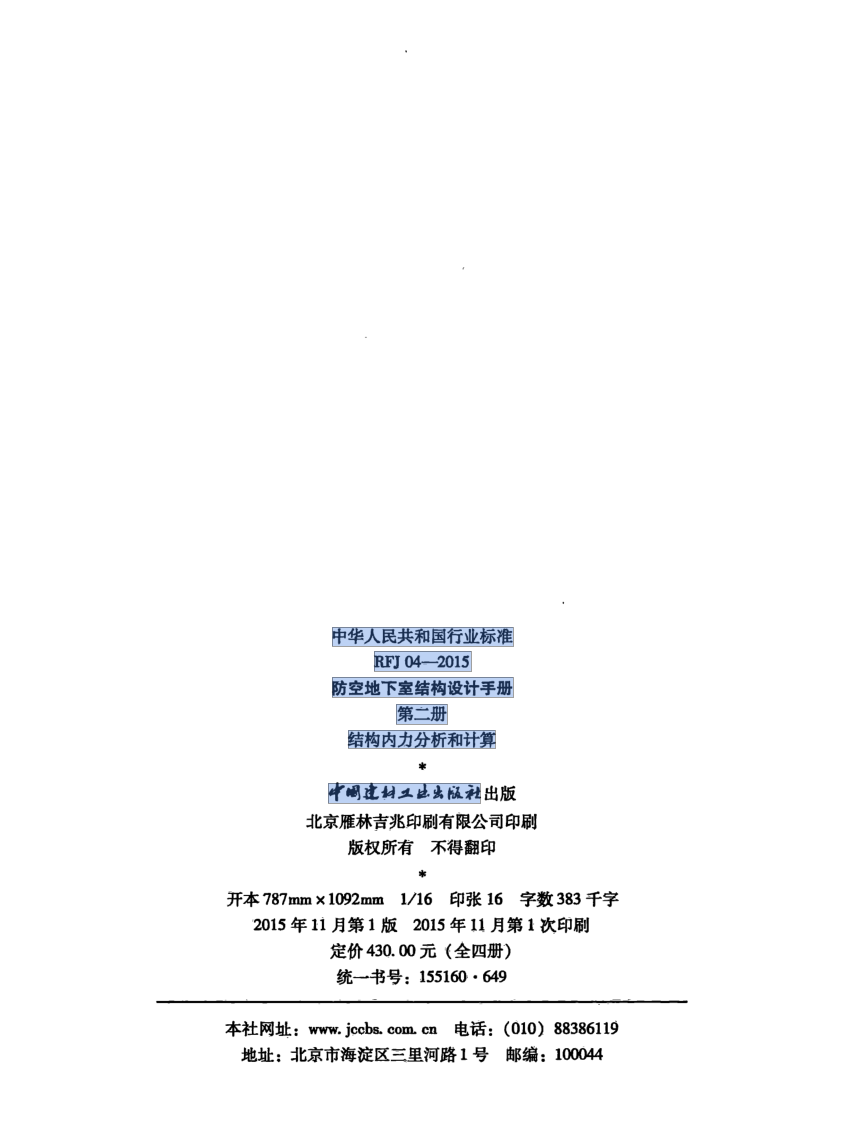 中华人民共和国行业标准
RFJ 04—2015
防空地下室结构设计手册
第二册
结构内力分析和计算
*
中国建材工业出版社出版
北京雁林吉兆印刷有限公司印刷
版权所有 不得翻印
*
开本 787mm×1092mm 1/16 印张 16 字数 383 千字
2015 年 11 月第 1 版 2015 年 11 月第 1 次印刷
定价 430.00 元（全四册）
统一书号：155160·649
本社网址：www.jccbs.com.cn 电话：(010) 88386119
地址：北京市海淀区三里河路 1 号 邮编：100044